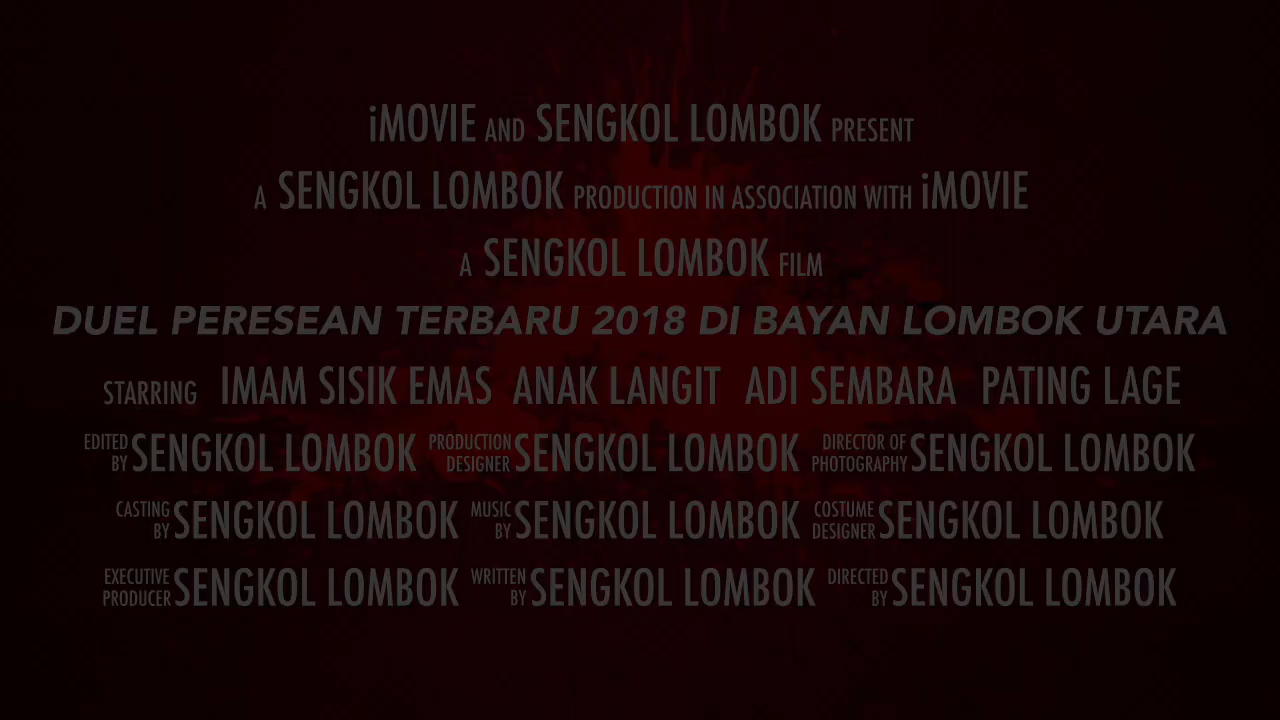 iMOVIE AND SENGKOL LOMBOK PRESENT
A SENGKOL LOMBOK PRODUCTION IN ASSOCIATION WITH iMOVIE
A SENGKOL LOMBOK FILM
DUEL PERESEAN TERBARU 2018 DI BAYAN LOMBOK UTARA
STARRING IMAM SISIK EMAS ANAK LANGIT ADI SEMBARA PATING LAGE
EDITED BY SENGKOL LOMBOK PRODUCTION DESIGNER SENGKOL LOMBOK DIRECTOR OF PHOTOGRAPHY SENGKOL LOMBOK
CASTING BY SENGKOL LOMBOK MUSIC BY SENGKOL LOMBOK COSTUME DESIGNER SENGKOL LOMBOK
EXECUTIVE PRODUCER SENGKOL LOMBOK WRITTEN BY SENGKOL LOMBOK DIRECTED BY SENGKOL LOMBOK